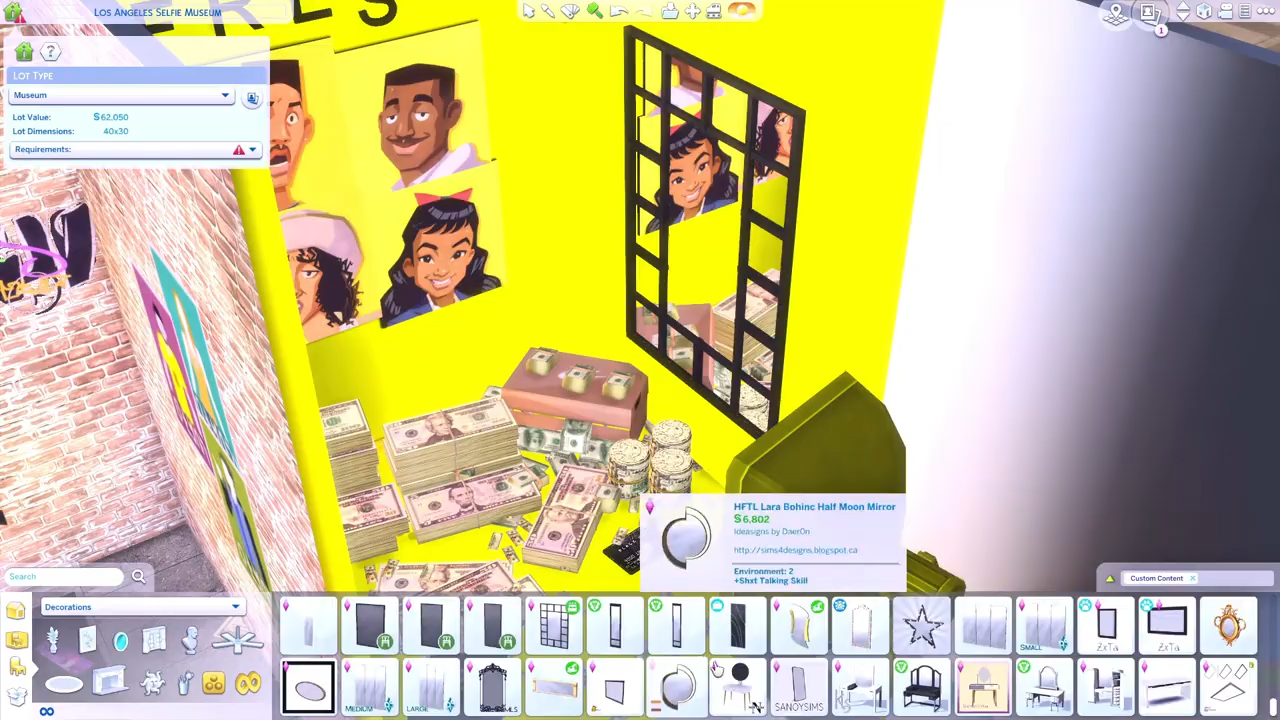 LOS ANGELES SELFIE MUSEUM
1
LOT TYPE
Museum
Lot Value: §62,050
Lot Dimensions: 40x30
Requirements:
HFTL Lara Bohinc Half Moon Mirror
§6,802
Ideasigns by DaerOn
http://sims4designs.blogspot.ca
Environment: 2
+Shxt Talking Skill
Search
Custom Content
Decorations
SMALL
ZxTa
ZxTa
MEDIUM
LARGE
SANOYSIMS